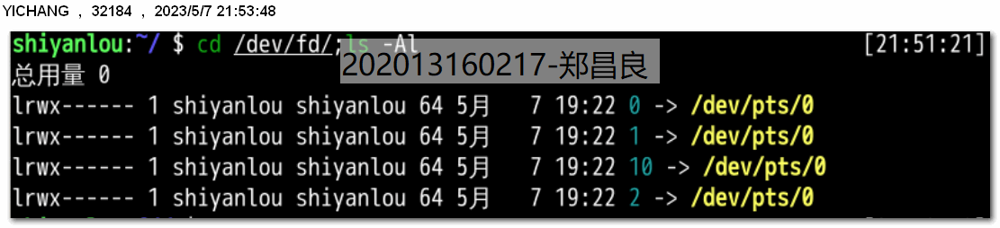 YICHANG , 32184 , 2023/5/7 21:53:48
shiyanlou:~/ $ cd /dev/fd/;ls -Al [21:51:21]
202013160217-郑昌良
总用量 0
lrwx------ 1 shiyanlou shiyanlou 64 5月 7 19:22 0 -> /dev/pts/0
lrwx------ 1 shiyanlou shiyanlou 64 5月 7 19:22 1 -> /dev/pts/0
lrwx------ 1 shiyanlou shiyanlou 64 5月 7 19:22 10 -> /dev/pts/0
lrwx------ 1 shiyanlou shiyanlou 64 5月 7 19:22 2 -> /dev/pts/0